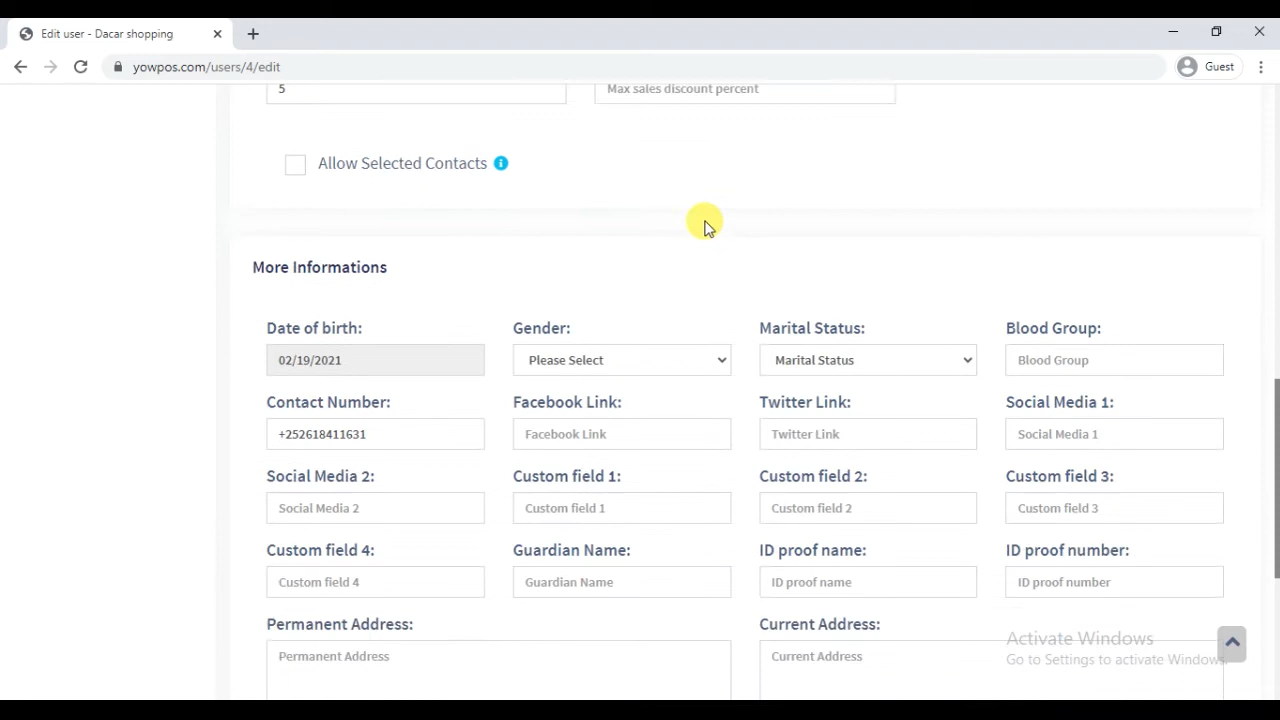 Edit user - Dacar shopping
yowpos.com/users/4/edit
Guest
5
Max sales discount percent
Allow Selected Contacts
More Informations
Date of birth:
Gender:
Marital Status:
Blood Group:
02/19/2021
Please Select
Marital Status
Blood Group
Contact Number:
Facebook Link:
Twitter Link:
Social Media 1:
+252618411631
Facebook Link
Twitter Link
Social Media 1
Social Media 2:
Custom field 1:
Custom field 2:
Custom field 3:
Social Media 2
Custom field 1
Custom field 2
Custom field 3
Custom field 4:
Guardian Name:
ID proof name:
ID proof number:
Custom field 4
Guardian Name
ID proof name
ID proof number
Permanent Address:
Current Address:
Permanent Address
Current Address
Activate Windows
Go to Settings to activate Windows.